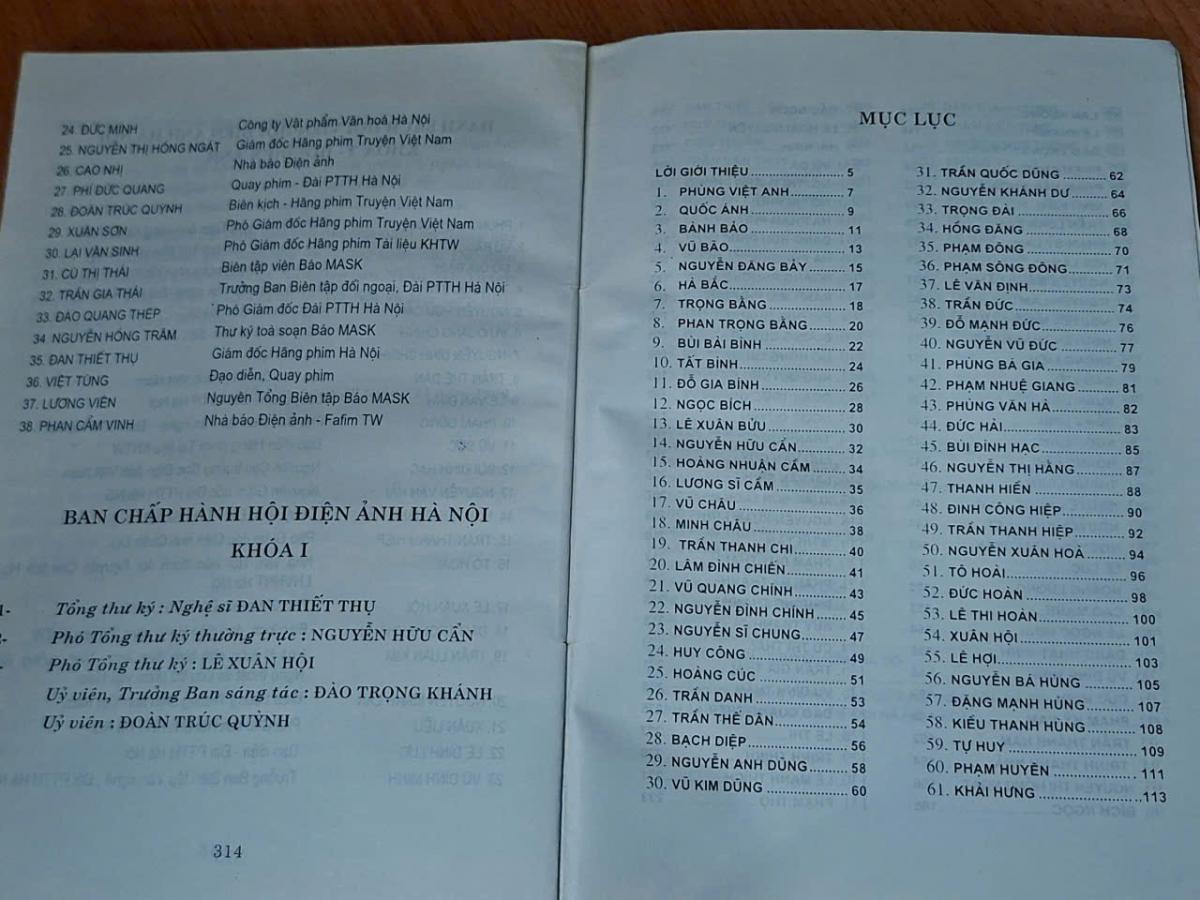 24. ĐỨC MINH Công ty Vật phẩm Văn hoá Hà Nội
25. NGUYỄN THỊ HỒNG NGÁT Giám đốc Hãng phim Truyện Việt Nam
26. CAO NHỊ Nhà báo Điện ảnh
27. PHÍ ĐỨC QUANG Quay phim - Đài PTTH Hà Nội
28. ĐOÀN TRÚC QUỲNH Biên kịch - Hãng phim Truyện Việt Nam
29. XUÂN SƠN Phó Giám đốc Hãng phim Truyện Việt Nam
30. LẠI VĂN SINH Phó Giám đốc Hãng phim Tài liệu KHTW
31. CÙ THỊ THÁI Biên tập viên Báo MASK
32. TRẦN GIA THÁI Trưởng Ban Biên tập đối ngoại, Đài PTTH Hà Nội
33. ĐÀO QUANG THÉP Phó Giám đốc Đài PTTH Hà Nội
34 NGUYỄN HỒNG TRÂM Thư ký toà soạn Báo MASK
35. ĐAN THIẾT THỤ Giám đốc Hãng phim Hà Nội
36. VIỆT TÙNG Đạo diễn, Quay phim
37. LƯƠNG VIÊN Nguyên Tổng Biên tập Báo MASK
38. PHAN CẨM VINH Nhà báo Điện ảnh - Fafim TW
BAN CHẤP HÀNH HỘI ĐIỆN ẢNH HÀ NỘI
KHÓA I
Tổng thư ký : Nghệ sĩ ĐAN THIẾT THỤ
Phó Tổng thư ký thường trực : NGUYỄN HỮU CẨN
Phó Tổng thư ký : LÊ XUÂN HỘI
Uỷ viên, Trưởng Ban sáng tác : ĐÀO TRỌNG KHÁNH
Uỷ viên : ĐOÀN TRÚC QUỲNH
314
MỤC LỤC
LỜI GIỚI THIỆU 5
1. PHÙNG VIỆT ANH 7
2. QUỐC ÁNH 9
3. BÀNH BẢO 11
4. VŨ BẢO 13
5. NGUYỄN ĐĂNG BẢY 15
6. HÀ BẮC 17
7. TRỌNG BẰNG 18
8. PHAN TRỌNG BẰNG 20
9. BÙI BÀI BÌNH 22
10. TẤT BÌNH 24
11. ĐỖ GIA BÍNH 26
12. NGỌC BÍCH 28
13. LÊ XUÂN BỬU 30
14. NGUYỄN HỮU CẨN 32
15. HOÀNG NHUẬN CẦM 34
16. LƯƠNG SĨ CẦM 35
17. VŨ CHÂU 36
18. MINH CHÂU 38
19. TRẦN THANH CHI 40
20. LÂM ĐÌNH CHIẾN 41
21. VŨ QUANG CHÍNH 43
22. NGUYỄN ĐÌNH CHÍNH 45
23. NGUYỄN SĨ CHUNG 47
24. HUY CÔNG 49
25. HOÀNG CÚC 51
26. TRẦN DANH 53
27. TRẦN THẾ DÂN 54
28. BẠCH DIỆP 56
29. NGUYỄN ANH DŨNG 58
30. VŨ KIM DŨNG 60
31. TRẦN QUỐC DŨNG 62
32. NGUYỄN KHÁNH DƯ 64
33. TRỌNG ĐÀI 66
34. HỒNG ĐĂNG 68
35. PHẠM ĐÔNG 70
36. PHẠM SÔNG ĐÔNG 71
37. LÊ VĂN ĐỊNH 73
38. TRẦN ĐỨC 74
39. ĐỖ MẠNH ĐỨC 76
40. NGUYỄN VŨ ĐỨC 77
41. PHÙNG BÁ GIA 79
42. PHẠM NHUỆ GIANG 81
43. PHÙNG VĂN HÀ 82
44. ĐỨC HẢI 83
45. BÙI ĐÌNH HẠC 85
46. NGUYỄN THỊ HẰNG 87
47. THANH HIỀN 88
48. ĐINH CÔNG HIỆP 90
49. TRẦN THANH HIỆP 92
50. NGUYỄN XUÂN HOÀ 94
51. TÔ HOÀI 96
52. ĐỨC HOÀN 98
53. LÊ THI HOÀN 100
54. XUÂN HỘI 101
55. LÊ HỢI 103
56. NGUYỄN BÁ HÙNG 105
57. ĐẶNG MẠNH HÙNG 107
58. KIỀU THANH HÙNG 108
59. TỰ HUY 109
60. PHẠM HUYÊN 111
61. KHẢI HƯNG 113